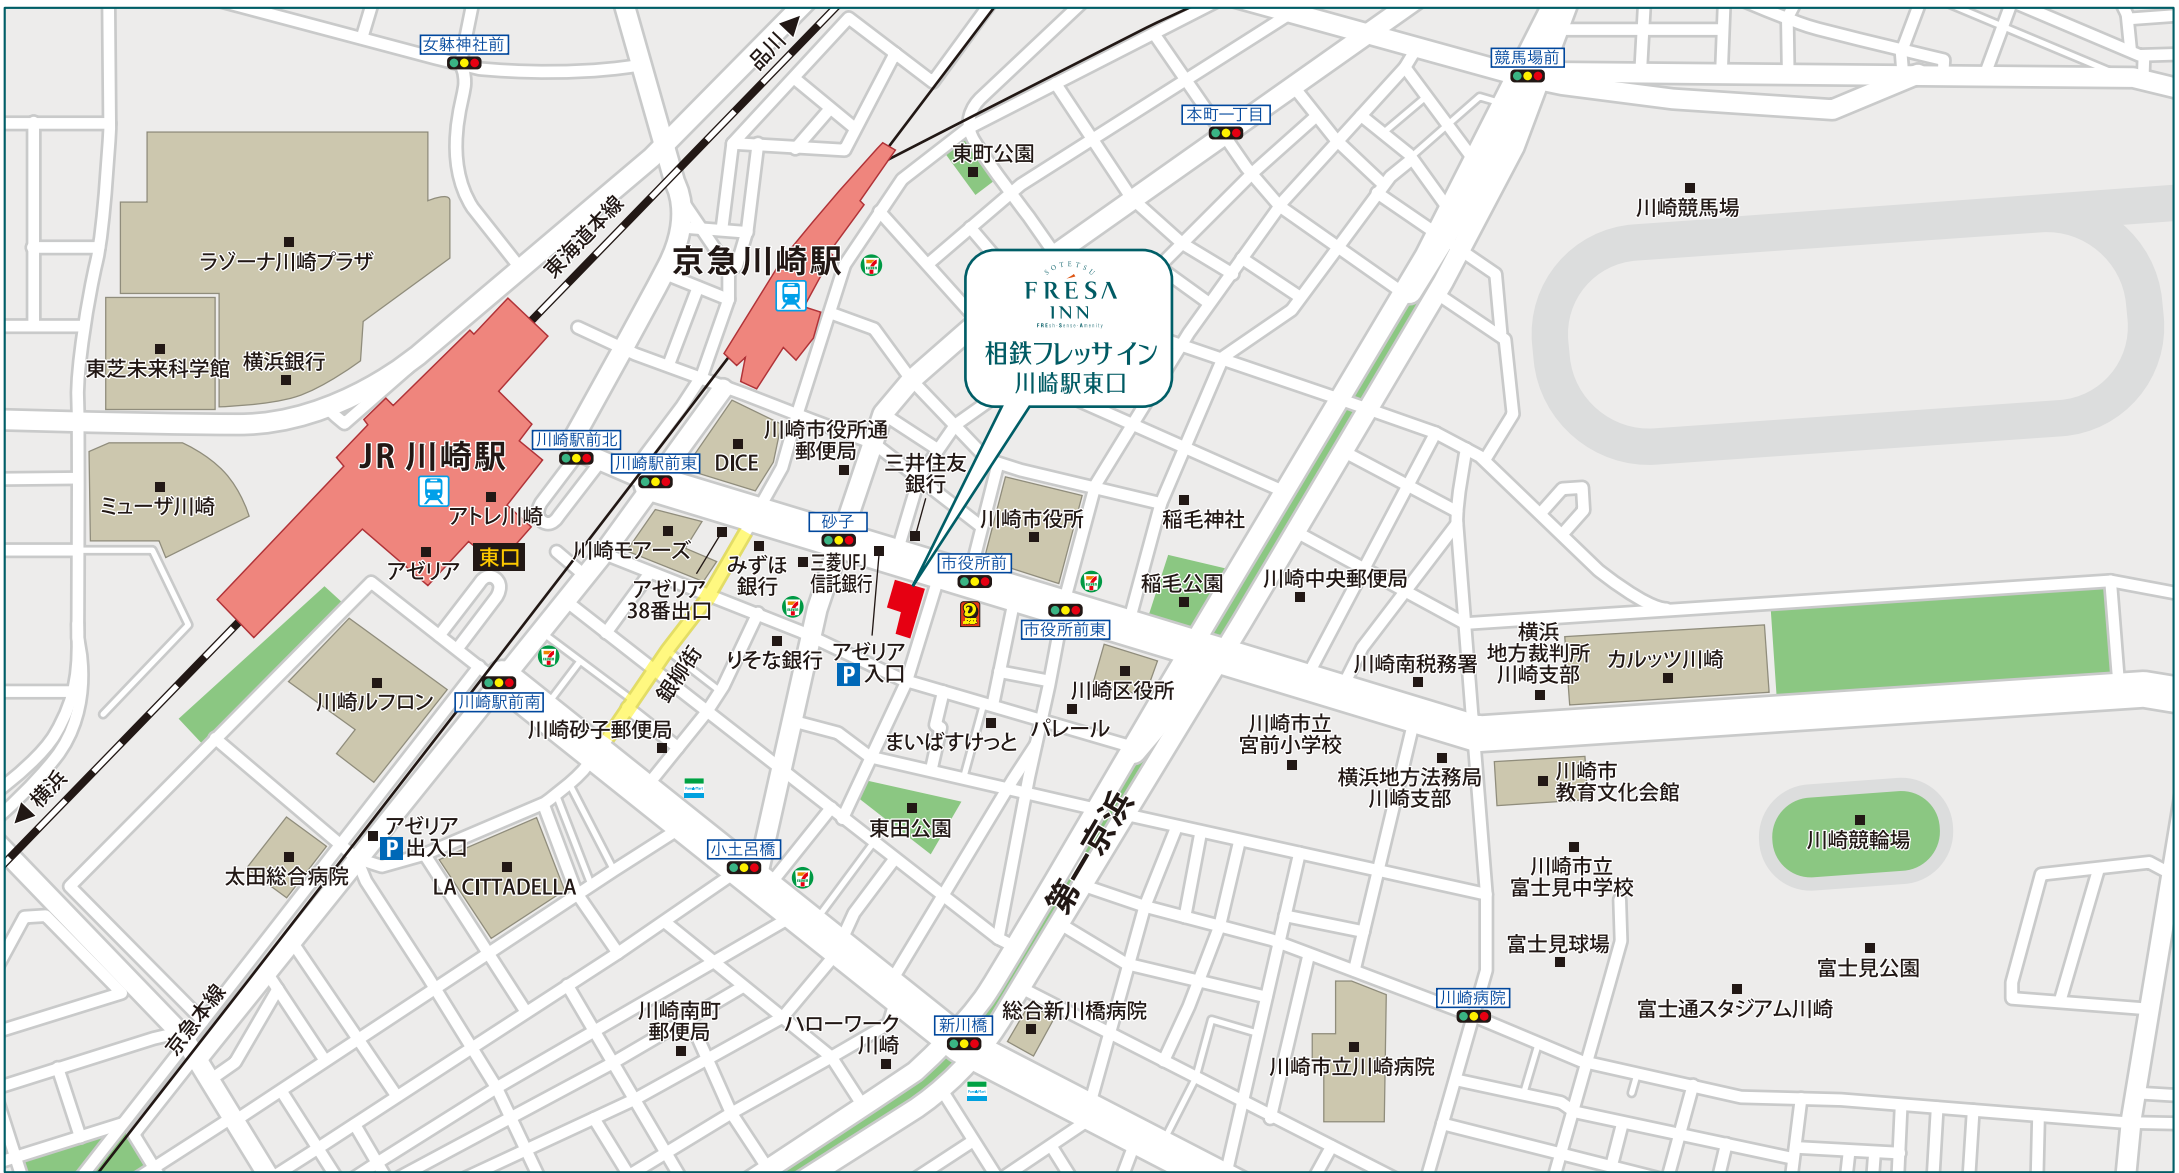 女躰神社前
品川
競馬場前
本町一丁目
東町公園
川崎競馬場
ラゾーナ川崎プラザ
東海道本線
京急川崎駅
SOTETSU
FRESA
INN
FREsh・Sense・Amenity
相鉄フレッサイン
川崎駅東口
東芝未来科学館
横浜銀行
JR 川崎駅
川崎駅前北
川崎駅前東
DICE
川崎市役所通
郵便局
三井住友
銀行
ミューザ川崎
アトレ川崎
アゼリア
東口
川崎モアーズ
アゼリア
38番出口
みずほ
銀行
砂子
三菱UFJ
信託銀行
市役所前
川崎市役所
稲毛神社
稲毛公園
川崎中央郵便局
市役所前東
りそな銀行
アゼリア
P 入口
銀柳街
川崎ルフロン
川崎駅前南
川崎砂子郵便局
川崎区役所
パレール
まいばすけっと
川崎南税務署
横浜
地方裁判所
川崎支部
カルッツ川崎
川崎市立
宮前小学校
横浜地方法務局
川崎支部
川崎市
教育文化会館
横浜
アゼリア
P 出入口
太田総合病院
LA CITTADELLA
小土呂橋
東田公園
第一京浜
川崎市立
富士見中学校
川崎競輪場
富士見球場
富士見公園
富士通スタジアム川崎
京急本線
川崎南町
郵便局
ハローワーク
川崎
新川橋
総合新川橋病院
川崎病院
川崎市立川崎病院